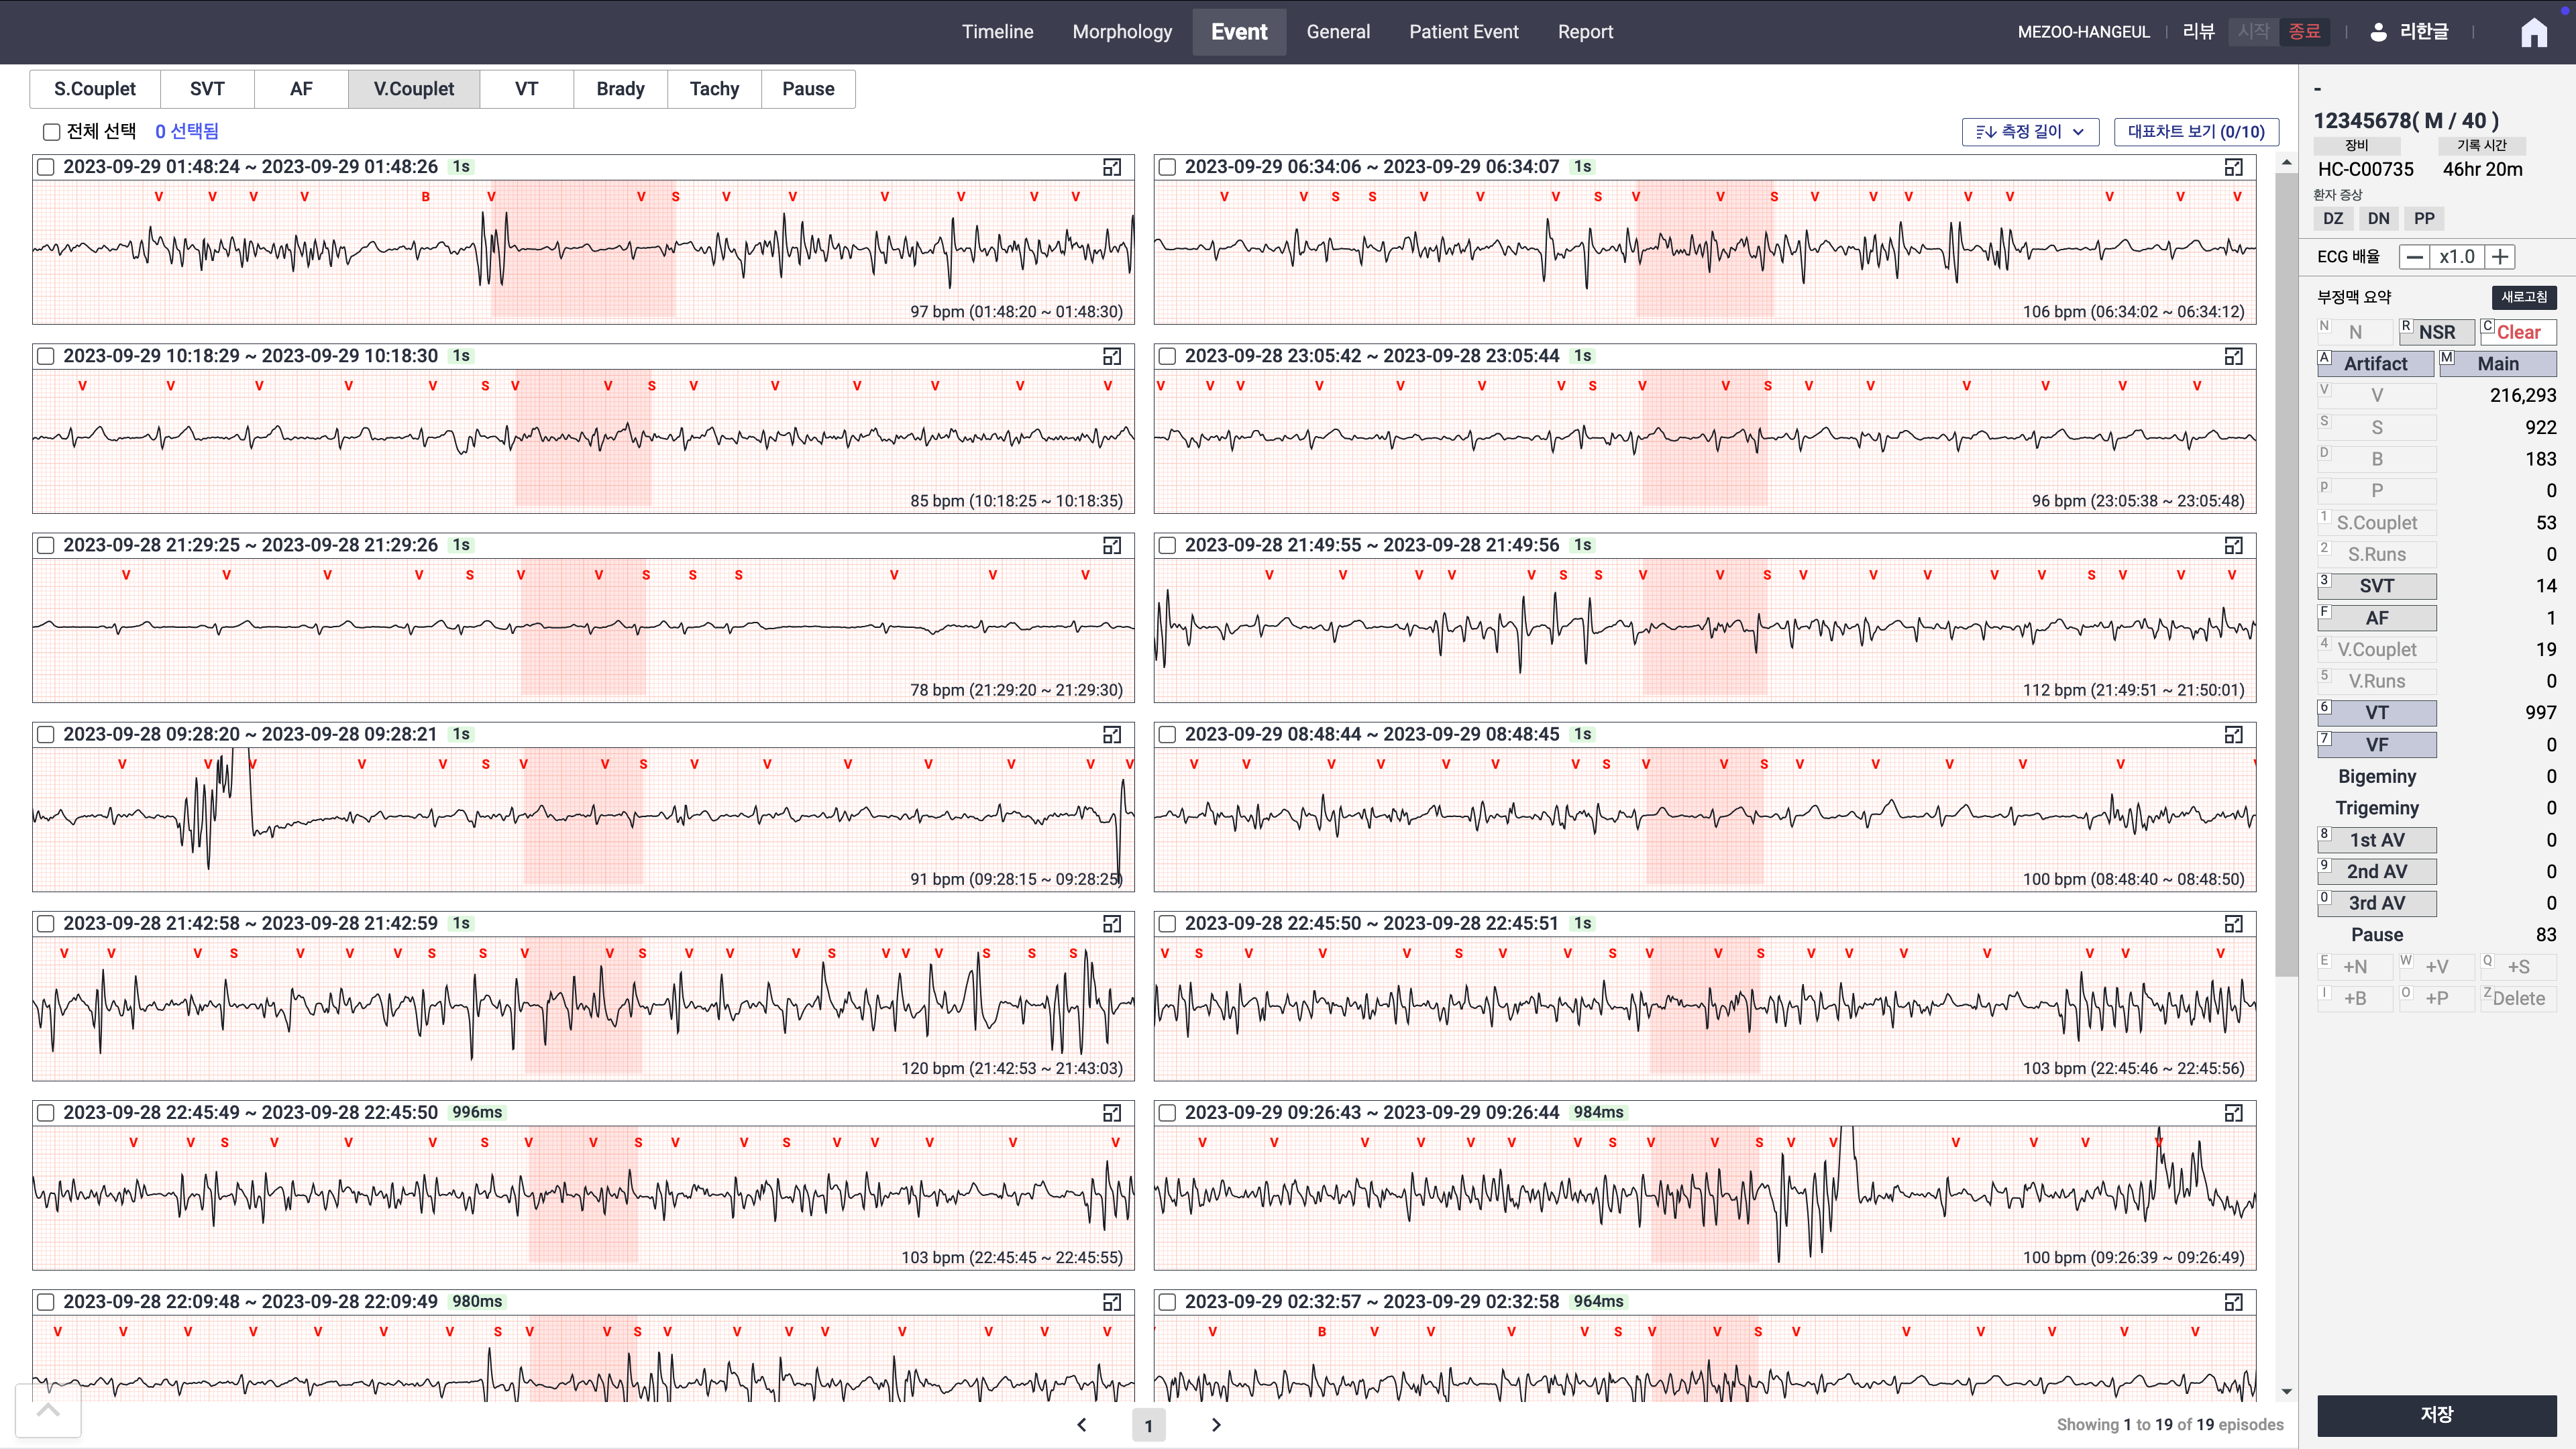 Timeline Morphology Event General Patient Event Report MEZOO-HANGEUL 리뷰 시작 종료 리한글
S.Couplet SVT AF V.Couplet VT Brady Tachy Pause
전체 선택 0 선택됨 측정 길이 대표차트 보기 (0/10)
2023-09-29 01:48:24 ~ 2023-09-29 01:48:26 1s
V V V V B V V S V V V V V V
97 bpm (01:48:20 ~ 01:48:30)
2023-09-29 06:34:06 ~ 2023-09-29 06:34:07 1s
V V S S V V V S V V S V V V V V V V V
106 bpm (06:34:02 ~ 06:34:12)
2023-09-29 10:18:29 ~ 2023-09-29 10:18:30 1s
V V V V V S V V S V V V V V V
85 bpm (10:18:25 ~ 10:18:35)
2023-09-28 23:05:42 ~ 2023-09-28 23:05:44 1s
V V V V V V V S V V S V V V V V V
96 bpm (23:05:38 ~ 23:05:48)
2023-09-28 21:29:25 ~ 2023-09-28 21:29:26 1s
V V V V S V V S S S V V V
78 bpm (21:29:20 ~ 21:29:30)
2023-09-28 21:49:55 ~ 2023-09-28 21:49:56 1s
V V V V V S S V V S V V V V V S V V V
112 bpm (21:49:51 ~ 21:50:01)
2023-09-28 09:28:20 ~ 2023-09-28 09:28:21 1s
V V V V V S V V S V V V V V V V
91 bpm (09:28:15 ~ 09:28:25)
2023-09-29 08:48:44 ~ 2023-09-29 08:48:45 1s
V V V V V V V S V V S V V V V V
100 bpm (08:48:40 ~ 08:48:50)
2023-09-28 21:42:58 ~ 2023-09-28 21:42:59 1s
V V V S V V V S S V V S V V V S V V V S S S
120 bpm (21:42:53 ~ 21:43:03)
2023-09-28 22:45:50 ~ 2023-09-28 22:45:51 1s
V S V V V S V V S V V S V V V V V V V
103 bpm (22:45:46 ~ 22:45:56)
2023-09-28 22:45:49 ~ 2023-09-28 22:45:50 996ms
V V S V V V S V V S V V S V V V V V
103 bpm (22:45:45 ~ 22:45:55)
2023-09-29 09:26:43 ~ 2023-09-29 09:26:44 984ms
V V V V V V V S V V S V V V V V V
100 bpm (09:26:39 ~ 09:26:49)
2023-09-28 22:09:48 ~ 2023-09-28 22:09:49 980ms
V V V V V V V S V V S V V V V V V V V
2023-09-29 02:32:57 ~ 2023-09-29 02:32:58 964ms
V B V V V V S V V S V V V V V V
1
Showing 1 to 19 of 19 episodes
-
12345678( M / 40 )
장비 기록 시간
HC-C00735 46hr 20m
환자 증상
DZ DN PP
ECG 배율 x1.0
부정맥 요약 새로고침
N N R NSR C Clear
A Artifact M Main
V V 216,293
S S 922
D B 183
p P 0
1 S.Couplet 53
2 S.Runs 0
3 SVT 14
F AF 1
4 V.Couplet 19
5 V.Runs 0
6 VT 997
7 VF 0
Bigeminy 0
Trigeminy 0
8 1st AV 0
9 2nd AV 0
0 3rd AV 0
Pause 83
E +N W +V Q +S
I +B O +P Z Delete
저장